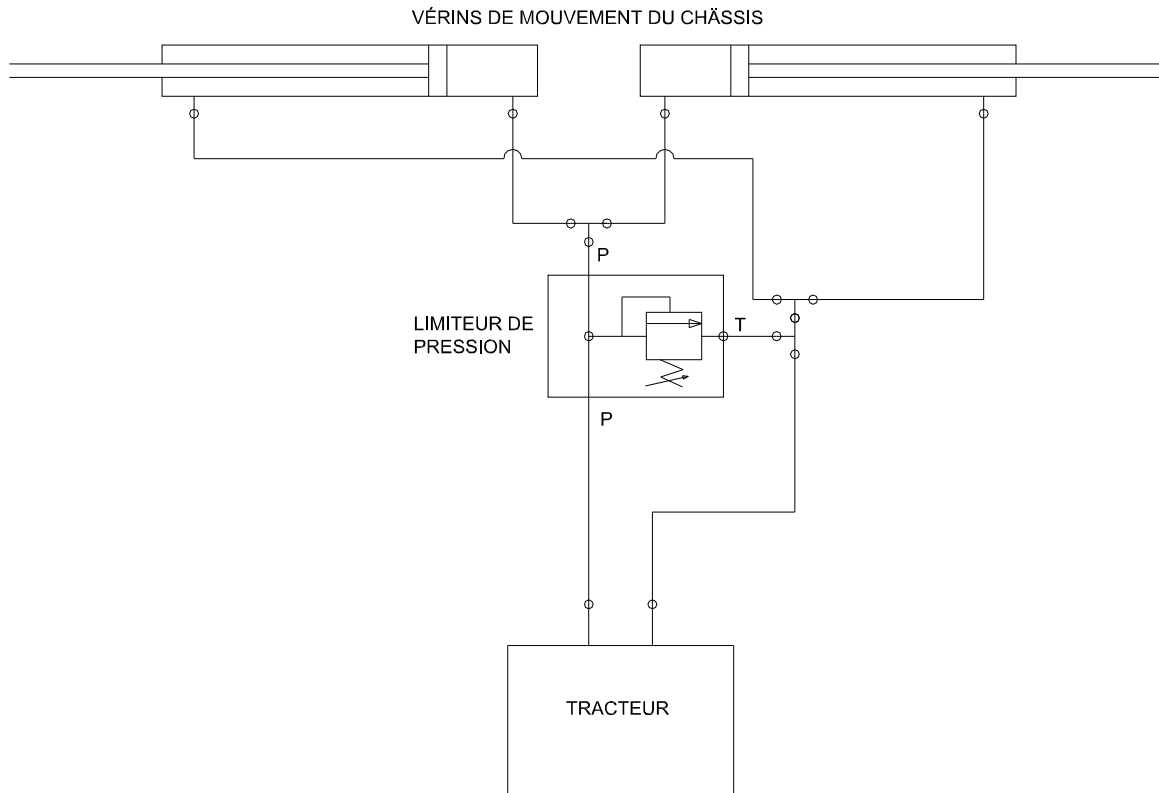 VÉRINS DE MOUVEMENT DU CHÄSSIS
P
LIMITEUR DE
PRESSION
T
P
TRACTEUR